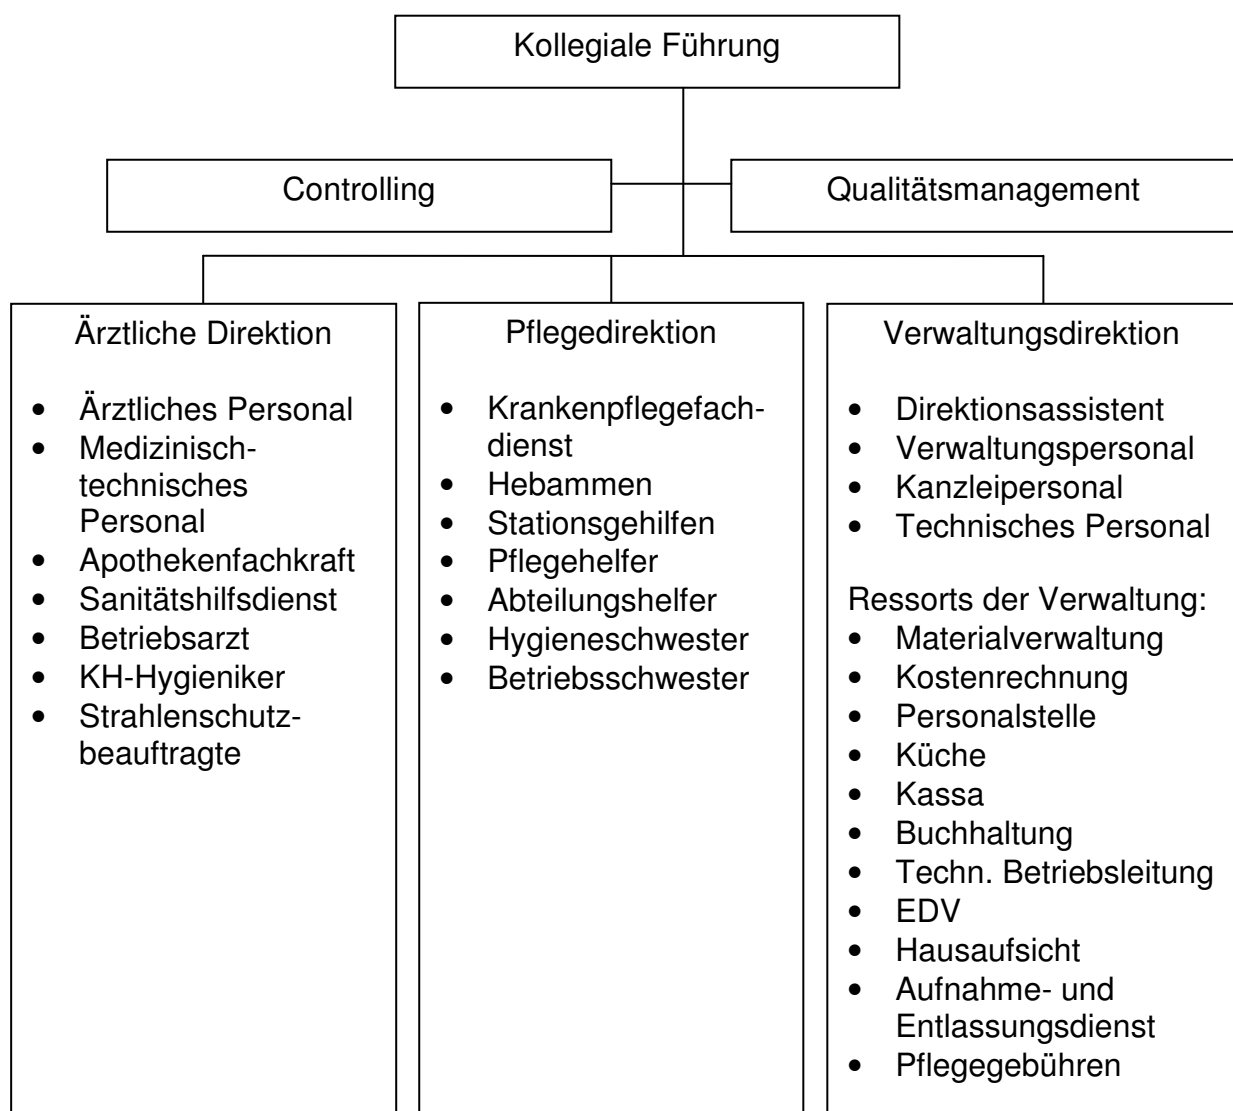 Kollegiale Führung
Controlling
Qualitätsmanagement
Ärztliche Direktion
• Ärztliches Personal
• Medizinisch-
technisches
Personal
• Apothekenfachkraft
• Sanitätshilfsdienst
• Betriebsarzt
• KH-Hygieniker
• Strahlenschutz-
beauftragte
Pflegedirektion
• Krankenpflegefach-
dienst
• Hebammen
• Stationsgehilfen
• Pflegehelfer
• Abteilungshelfer
• Hygieneschwester
• Betriebsschwester
Verwaltungsdirektion
• Direktionsassistent
• Verwaltungspersonal
• Kanzleipersonal
• Technisches Personal
Ressorts der Verwaltung:
• Materialverwaltung
• Kostenrechnung
• Personalstelle
• Küche
• Kassa
• Buchhaltung
• Techn. Betriebsleitung
• EDV
• Hausaufsicht
• Aufnahme- und
Entlassungsdienst
• Pflegegebühren